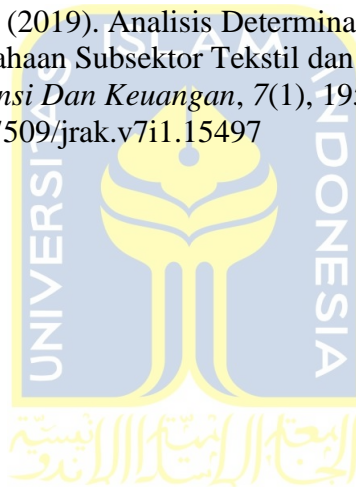 (2019). Analisis Determina
ahaan Subsektor Tekstil dan
nsi Dan Keuangan, 7(1), 195
7509/jrak.v7i1.15497
ISLAM
UNIVERSITAS
INDONESIA